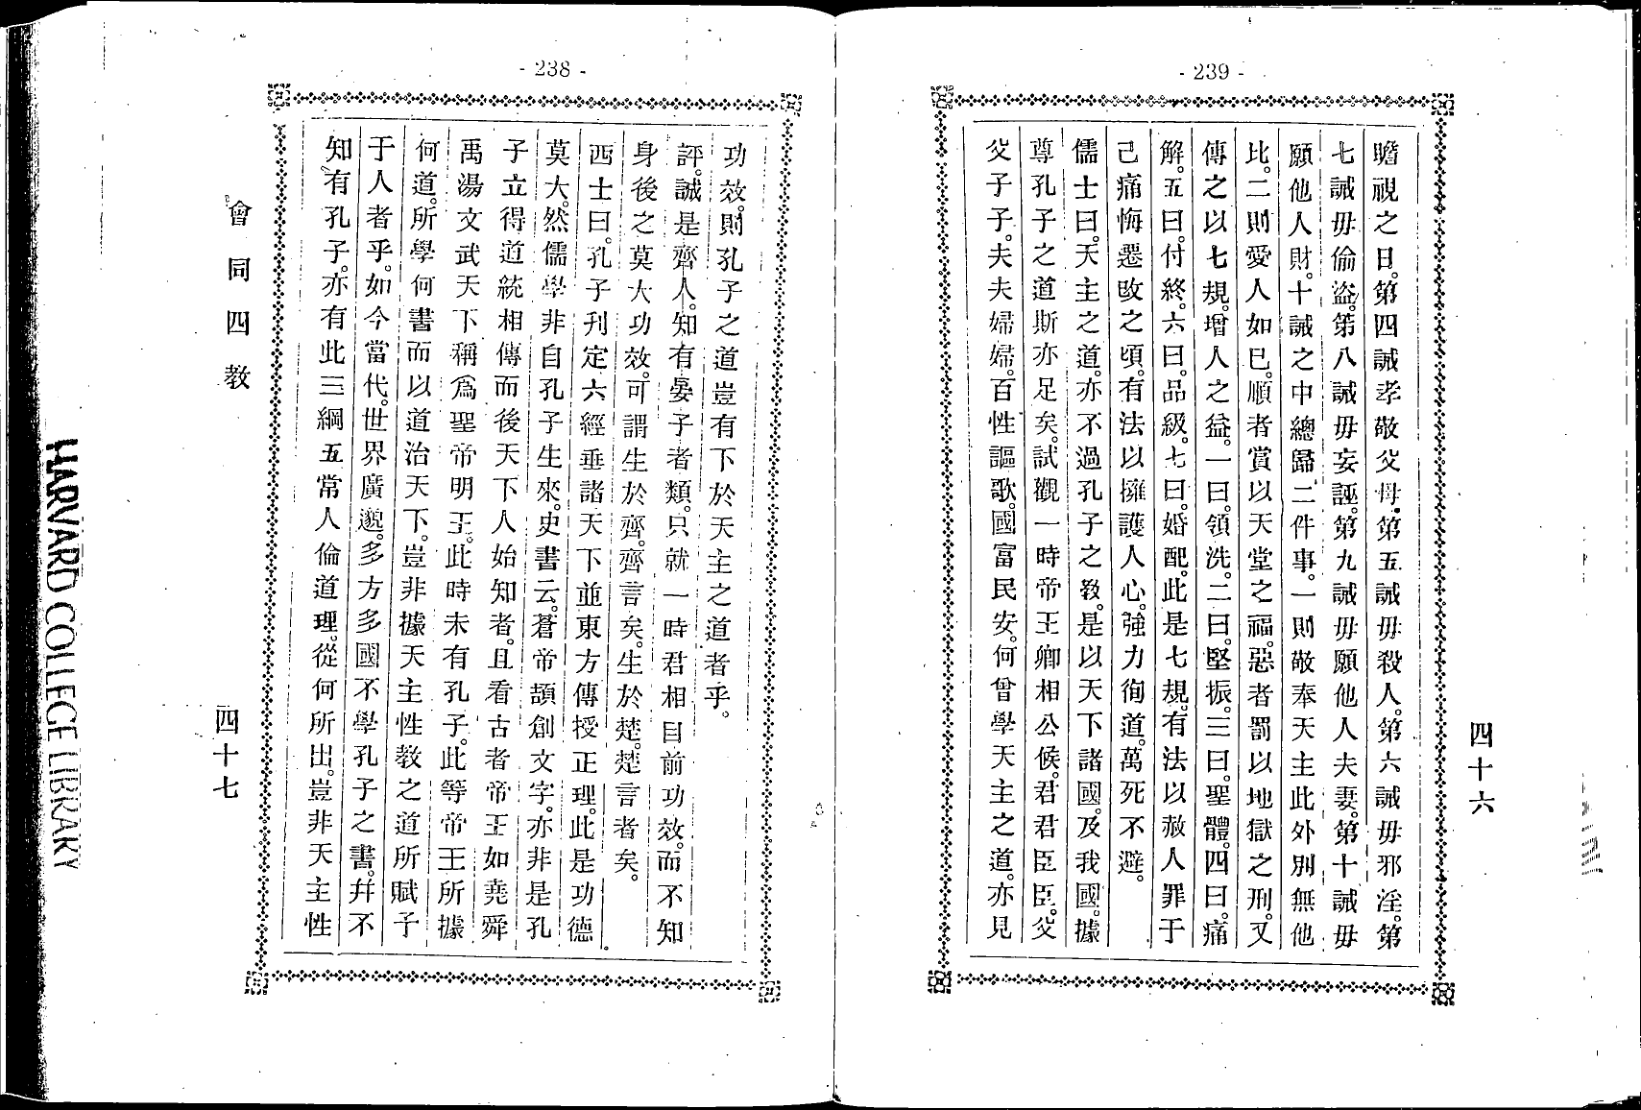 - 239 -
四十六
瞻視之日。第四誡孝敬父母。第五誡毋殺人。第六誡毋邪淫。第
七誡毋偷盜。第八誡毋妄誣。第九誡毋願他人夫妻。第十誡毋
願他人財。十誡之中總歸二件事。一則敬奉天主此外別無他
比。二則愛人如已。順者賞以天堂之福。惡者罰以地獄之刑。又
傳之以七規。增人之益。一曰。領洗。二曰。堅振。三曰。聖體。四曰。痛
解。五曰。付終。六曰。品級。七曰。婚配。此是七規。有法以赦人罪于
己痛悔惡改之頃。有法以擁護人心。強力徇道。萬死不避。
儒士曰。天主之道。亦不過孔子之敎。是以天下諸國。及我國。據
尊孔子之道斯亦足矣。試觀一時帝王卿相公候。君君臣臣。父
父子子。夫夫婦婦。百性謳歌。國富民安。何曾學天主之道。亦見
- 238 -
功效。則孔子之道豈有下於天主之道者乎。
評。誠是齊人。知有晏子者類。只就一時君相目前功效。而不知
身後之莫大功效。可謂生於齊。齊言矣。生於楚。楚言者矣。
西士曰。孔子刋定六經垂諸天下並東方傳授正理。此是功德
莫大。然儒學非自孔子生來。史書云。蒼帝頡創文字。亦非是孔
子立得道統相傳而後天下人始知者。且看古者帝王如堯舜
禹湯文武天下稱爲聖帝明王。此時未有孔子。此等帝王所據
何道。所學何書而以道治天下。豈非據天主性教之道所賦予
于人者乎。如今當代。世界廣邈。多方多國不學孔子之書。幷不
知有孔子。亦有此三綱五常人倫道理。從何所出。豈非天主性
會同四教
四十七
HARVARD COLLEGE LIBRARY